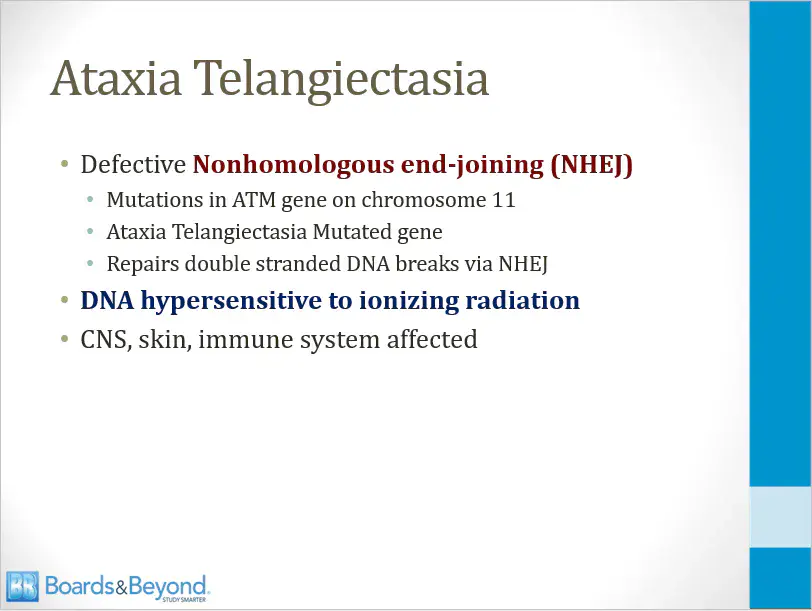 Ataxia Telangiectasia
• Defective Nonhomologous end-joining (NHEJ)
• Mutations in ATM gene on chromosome 11
• Ataxia Telangiectasia Mutated gene
• Repairs double stranded DNA breaks via NHEJ
• DNA hypersensitive to ionizing radiation
• CNS, skin, immune system affected
BB Boards&Beyond.
STUDY SMARTER